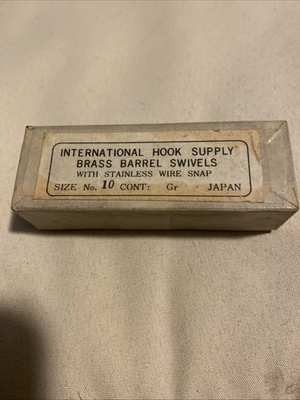 INTERNATIONAL HOOK SUPPLY
BRASS BARREL SWIVELS
WITH STAINLESS WIRE SNAP
SIZE No. 10 CONT: Gr JAPAN